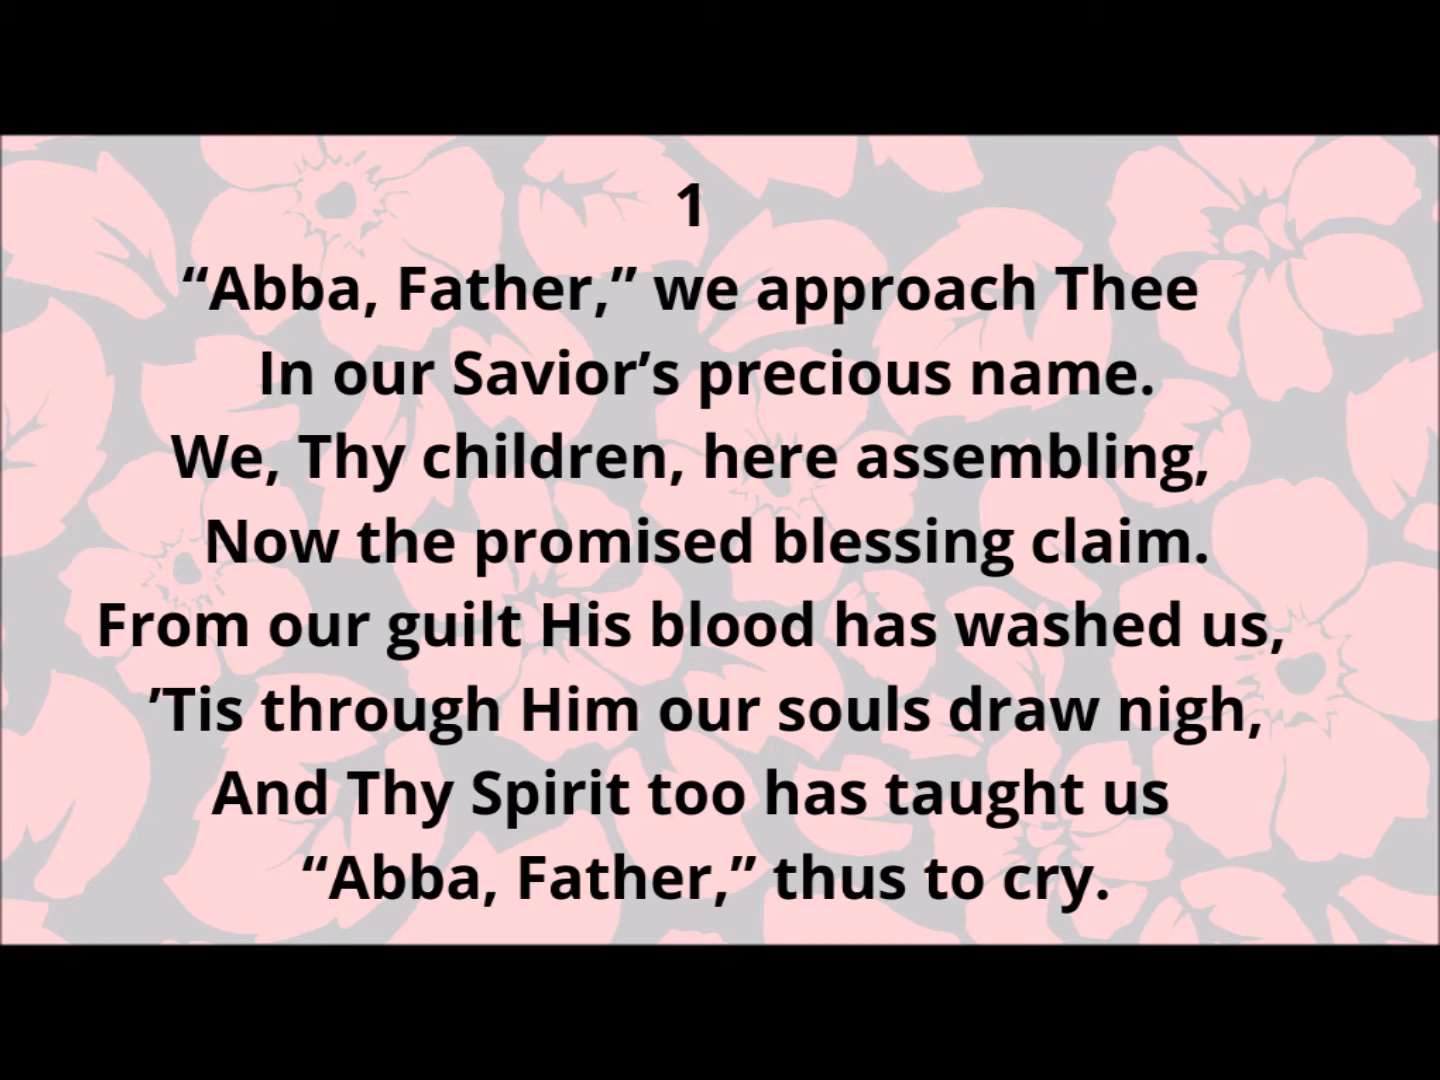 1
“Abba, Father,” we approach Thee
In our Savior’s precious name.
We, Thy children, here assembling,
Now the promised blessing claim.
From our guilt His blood has washed us,
’Tis through Him our souls draw nigh,
And Thy Spirit too has taught us
“Abba, Father,” thus to cry.